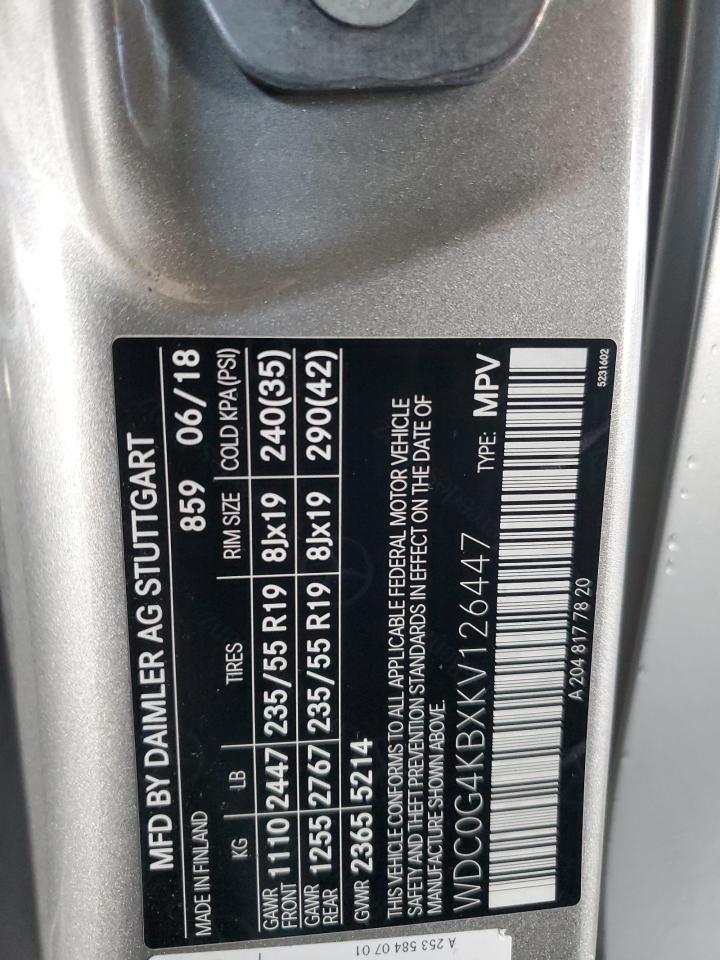 MFD BY DAIMLER AG STUTTGART
MADE IN FINLAND 859 06/18
KG LB TIRES RIM SIZE COLD KPA(PSI)
GAWR FRONT 1110 2447 235/55 R19 8Jx19 240(35)
GAWR REAR 1255 2767 235/55 R19 8Jx19 290(42)
GVWR 2365 5214
THIS VEHICLE CONFORMS TO ALL APPLICABLE FEDERAL MOTOR VEHICLE
SAFETY AND THEFT PREVENTION STANDARDS IN EFFECT ON THE DATE OF
MANUFACTURE SHOWN ABOVE.
WDC0G4KBXKV126447 TYPE: MPV
A 204 817 78 20 5231602
A 253 584 07 01